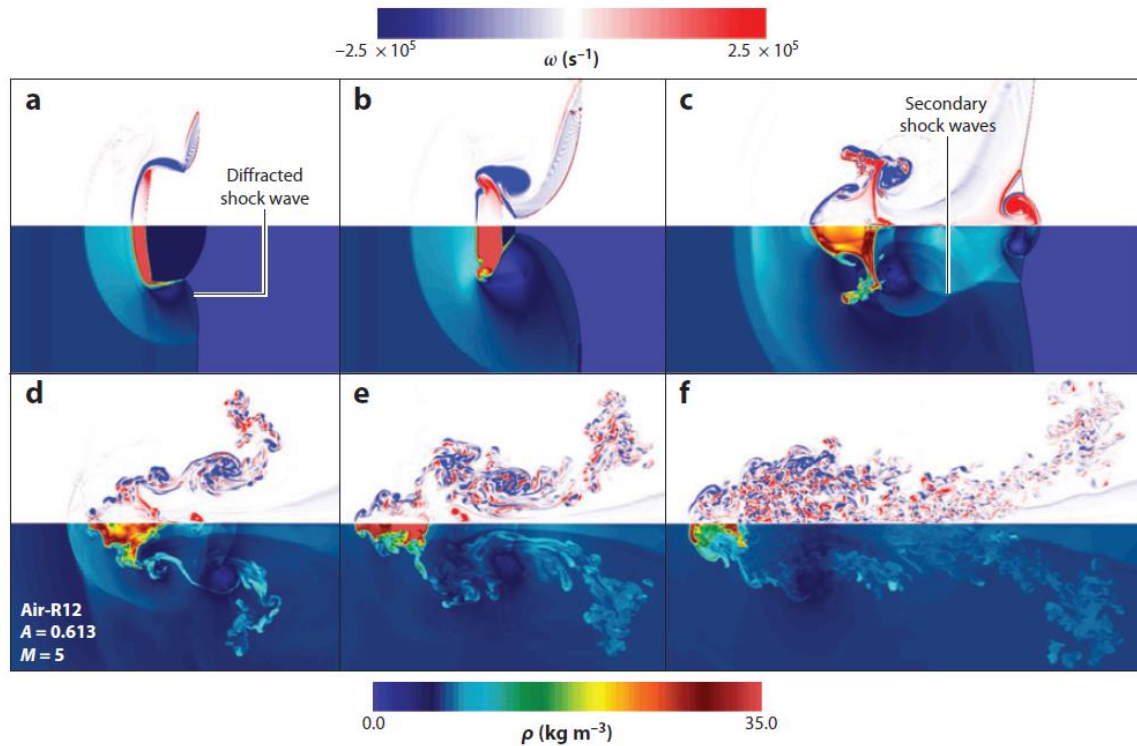 −2.5 × 10⁵
2.5 × 10⁵
ω (s⁻¹)
a
b
c
Diffracted
shock wave
Secondary
shock waves
d
e
f
Air-R12
A = 0.613
M = 5
0.0
35.0
ρ (kg m⁻³)